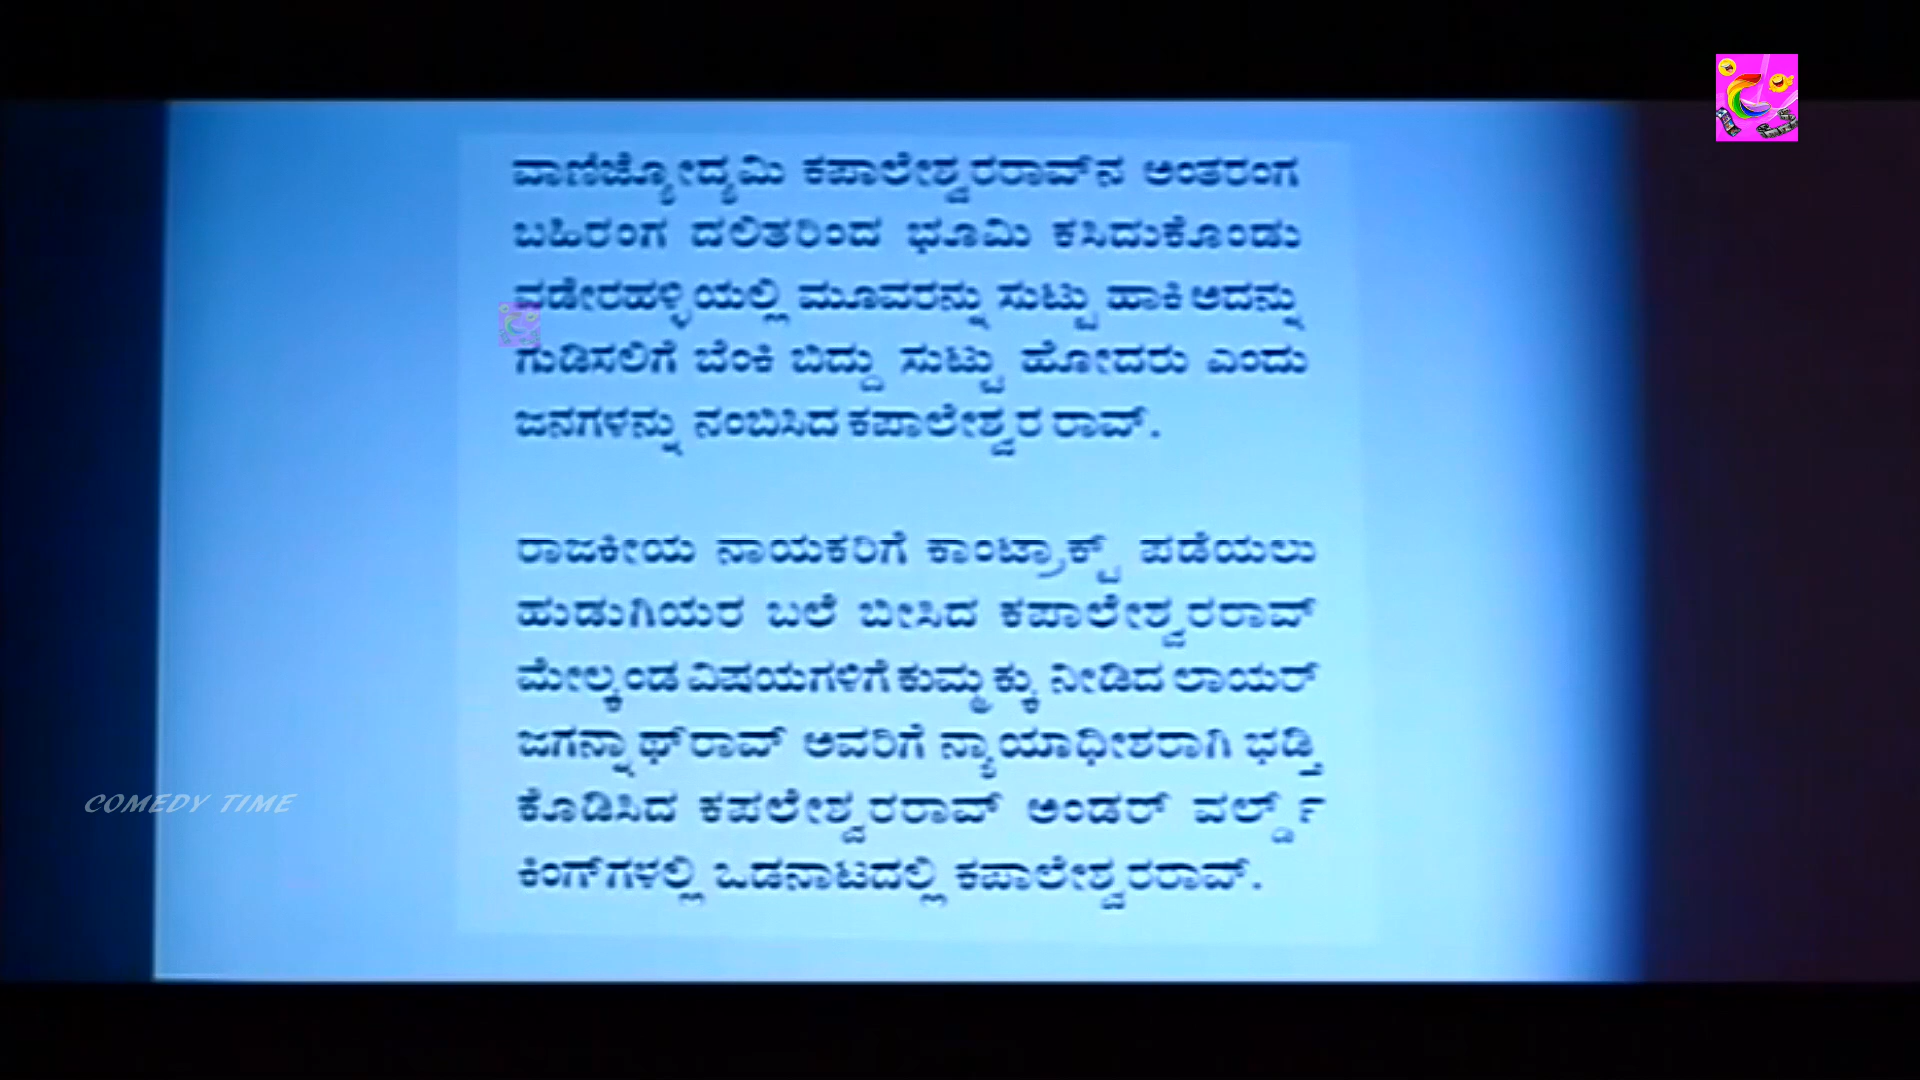 ವಾಣಿಜ್ಯೋದ್ಯಮಿ ಕಪಾಲೇಶ್ವರರಾವ್‌ನ ಅಂತರಂಗ
ಬಹಿರಂಗ ದಲಿತರಿಂದ ಭೂಮಿ ಕಸಿದುಕೊಂಡು
ವಡೇರಹಳ್ಳಿಯಲ್ಲಿ ಮೂವರನ್ನು ಸುಟ್ಟು ಹಾಕಿ ಅದನ್ನು
ಗುಡಿಸಲಿಗೆ ಬೆಂಕಿ ಬಿದ್ದು ಸುಟ್ಟು ಹೋದರು ಎಂದು
ಜನಗಳನ್ನು ನಂಬಿಸಿದ ಕಪಾಲೇಶ್ವರ ರಾವ್.
ರಾಜಕೀಯ ನಾಯಕರಿಗೆ ಕಾಂಟ್ರಾಕ್ಟ್ ಪಡೆಯಲು
ಹುಡುಗಿಯರ ಬಲೆ ಬೀಸಿದ ಕಪಾಲೇಶ್ವರರಾವ್
ಮೇಲ್ಕಂಡ ವಿಷಯಗಳಿಗೆ ಕುಮ್ಮಕ್ಕು ನೀಡಿದ ಲಾಯರ್
ಜಗನ್ನಾಥ್‌ರಾವ್ ಅವರಿಗೆ ನ್ಯಾಯಾಧೀಶರಾಗಿ ಭಡ್ತಿ
COMEDY TIME ಕೊಡಿಸಿದ ಕಪಲೇಶ್ವರರಾವ್ ಅಂಡರ್ ವರ್ಲ್ಡ್
ಕಿಂಗ್‌ಗಳಲ್ಲಿ ಒಡನಾಟದಲ್ಲಿ ಕಪಾಲೇಶ್ವರರಾವ್.